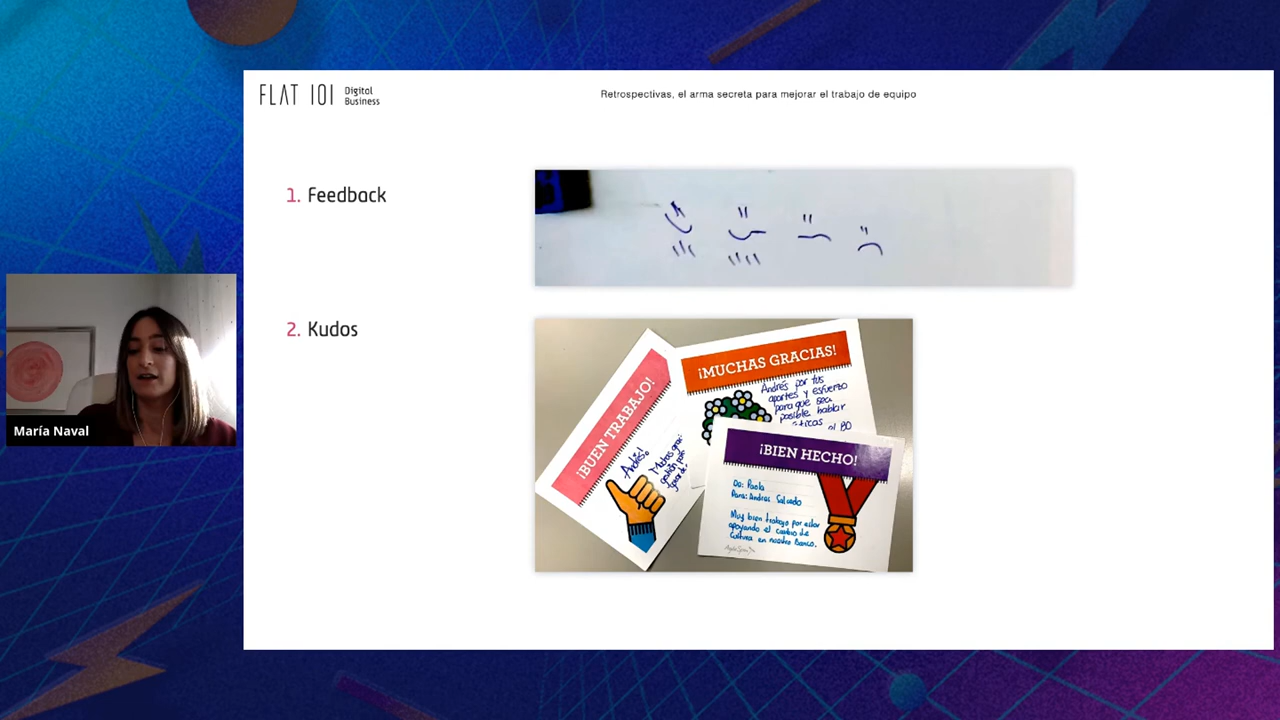 FLAT 101 Digital Business
Retrospectivas, el arma secreta para mejorar el trabajo de equipo
1. Feedback
2. Kudos
María Naval
¡BUEN TRABAJO!
Andrés!
¡MUCHAS GRACIAS!
Andrés por tus
aportes y esfuerzo
para que sea
posible hablar
¡BIEN HECHO!
De: Paola
Para: Andres Salcedo
Muy bien trabajo por estar
apoyando el cambio de
cultura en nuestro Banco.